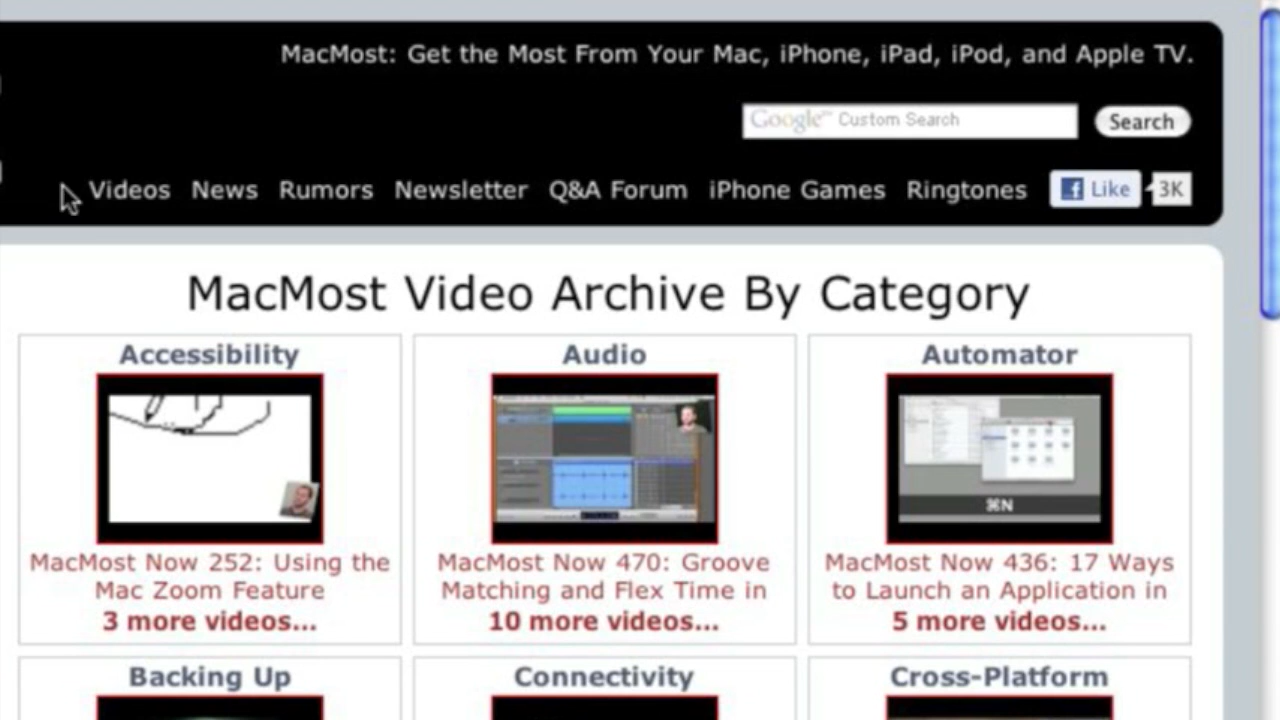 MacMost: Get the Most From Your Mac, iPhone, iPad, iPod, and Apple TV.
Google™ Custom Search
Search
Videos News Rumors Newsletter Q&A Forum iPhone Games Ringtones Like 3K
MacMost Video Archive By Category
Accessibility Audio Automator
⌘N
MacMost Now 252: Using the MacMost Now 470: Groove MacMost Now 436: 17 Ways
Mac Zoom Feature Matching and Flex Time in to Launch an Application in
3 more videos... 10 more videos... 5 more videos...
Backing Up Connectivity Cross-Platform